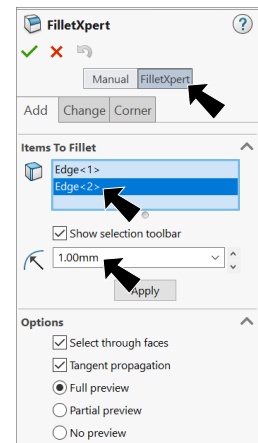 FilletXpert
?
Manual FilletXpert
Add Change Corner
Items To Fillet
Edge<1>
Edge<2>
Show selection toolbar
1.00mm
Apply
Options
Select through faces
Tangent propagation
Full preview
Partial preview
No preview